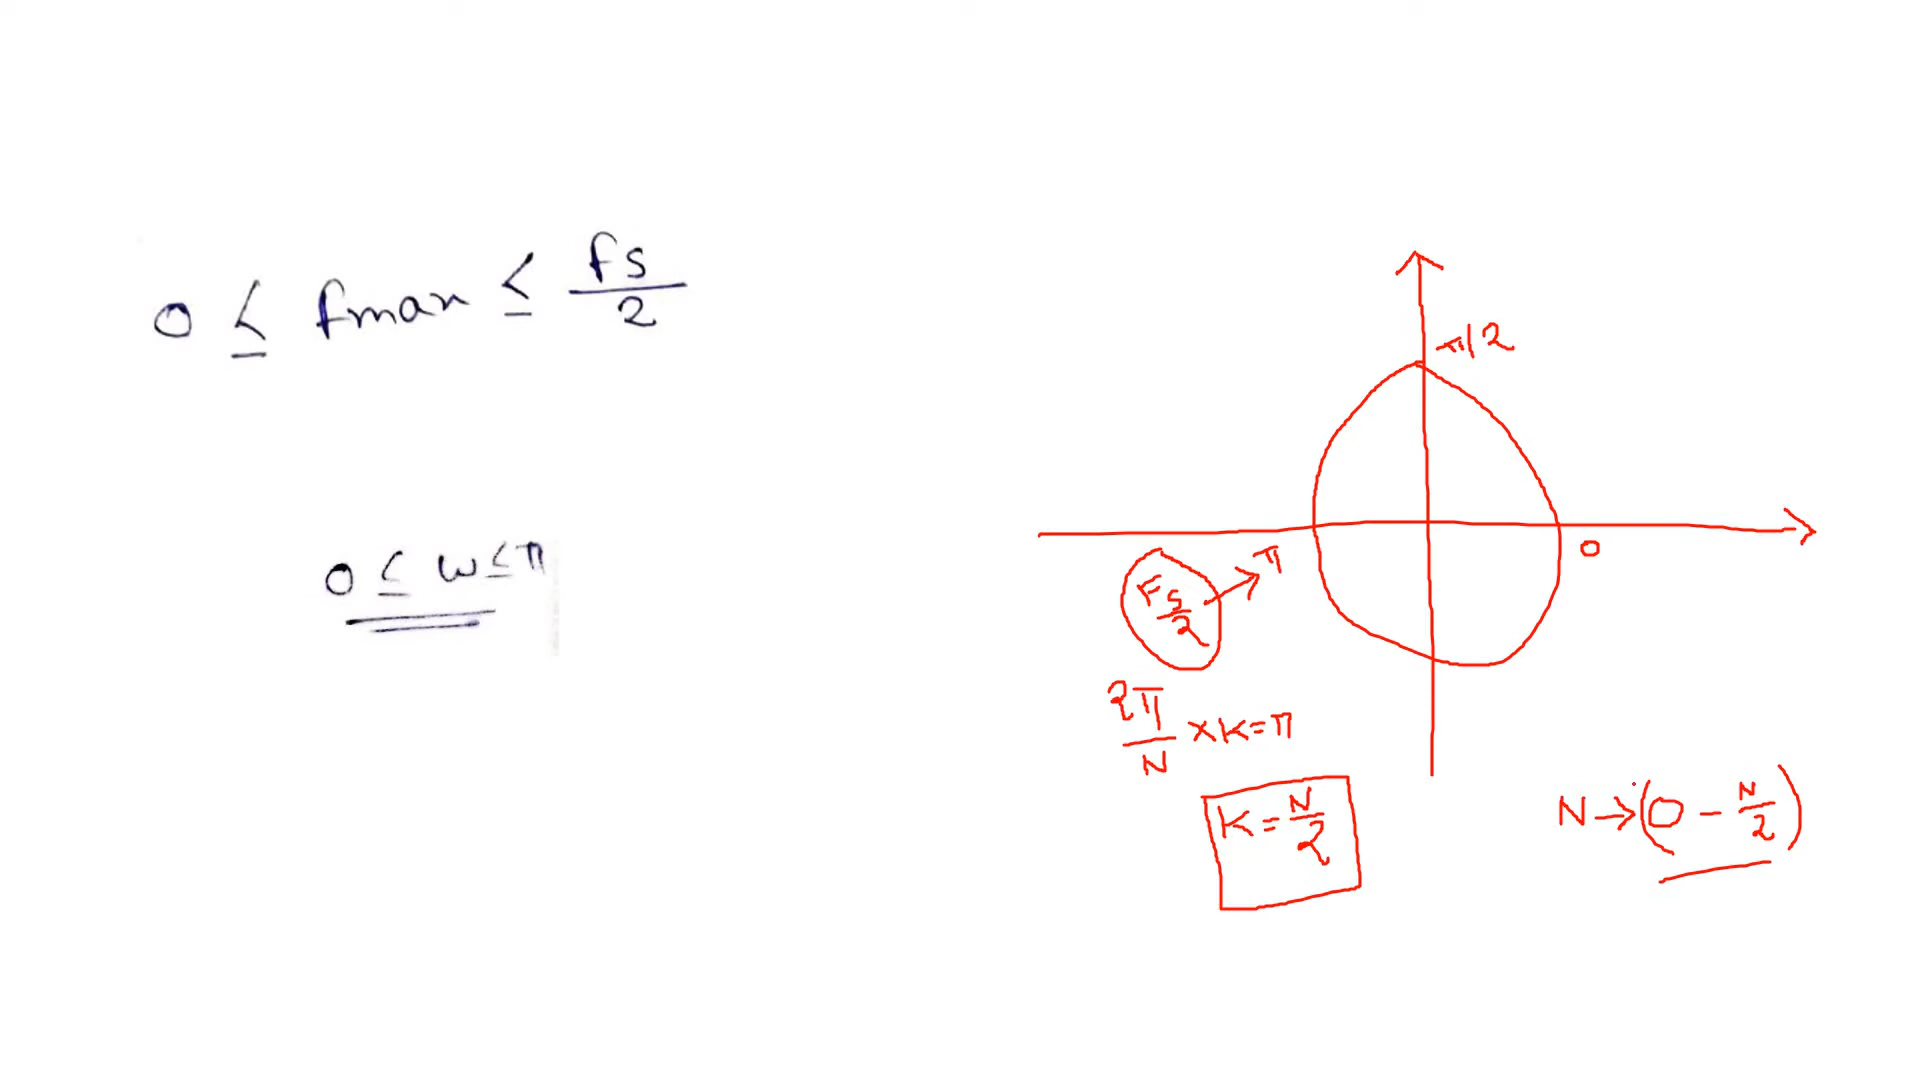 0 ≤ fmax ≤ fs/2
0 ≤ w ≤ π
π/2
0
π
Fs/2
2π/N × K = π
K = N/2
N → (0 - N/2)